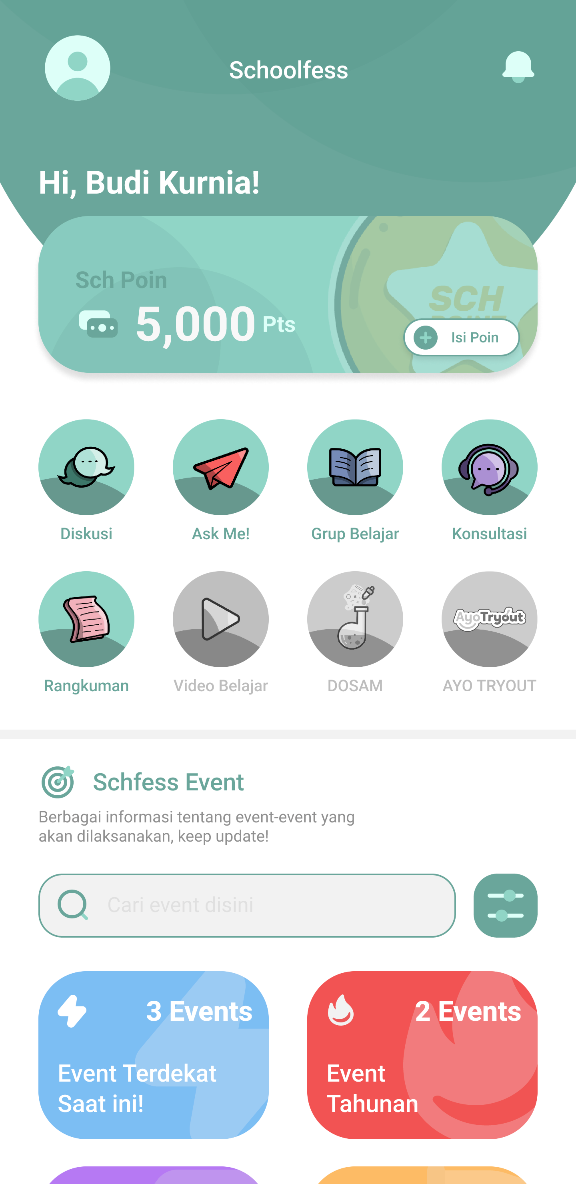 Schoolfess
Hi, Budi Kurnia!
Sch Poin
5,000 Pts
SCH
Isi Poin
Diskusi
Ask Me!
Grup Belajar
Konsultasi
AyoTryout
Rangkuman
Video Belajar
DOSAM
AYO TRYOUT
Schfess Event
Berbagai informasi tentang event-event yang
akan dilaksanakan, keep update!
Cari event disini
3 Events
Event Terdekat
Saat ini!
2 Events
Event
Tahunan